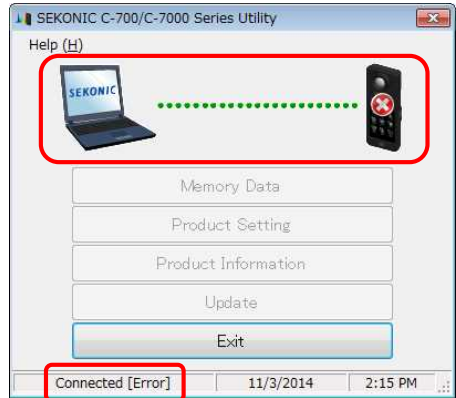 SEKONIC C-700/C-7000 Series Utility
Help (H)
SEKONIC
Memory Data
Product Setting
Product Information
Update
Exit
Connected [Error] 11/3/2014 2:15 PM